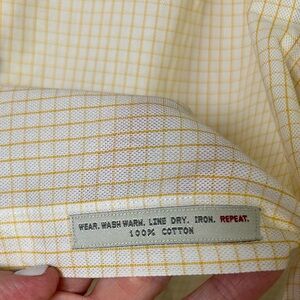 WEAR. WASH WARM. LINE DRY. IRON. REPEAT.
100% COTTON